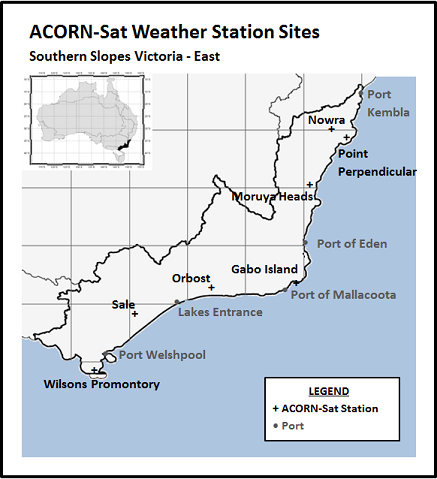 ACORN-Sat Weather Station Sites
Southern Slopes Victoria - East
Port
Kembla
Nowra
Point
Perpendicular
Moruya Heads
Port of Eden
Gabo Island
Orbost
Port of Mallacoota
Sale
Lakes Entrance
Port Welshpool
Wilsons Promontory
LEGEND
+ ACORN-Sat Station
● Port